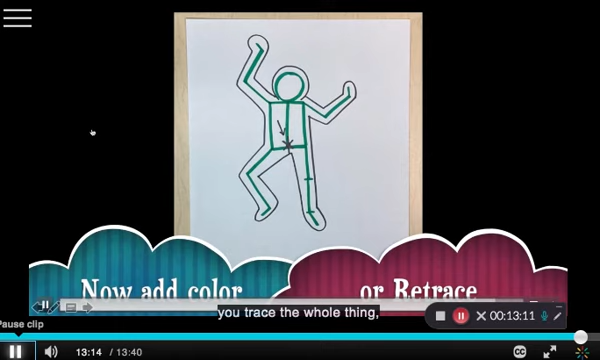 Now add color
or Retrace
you trace the whole thing,
00:13:11
Pause clip
13:14 / 13:40
CC